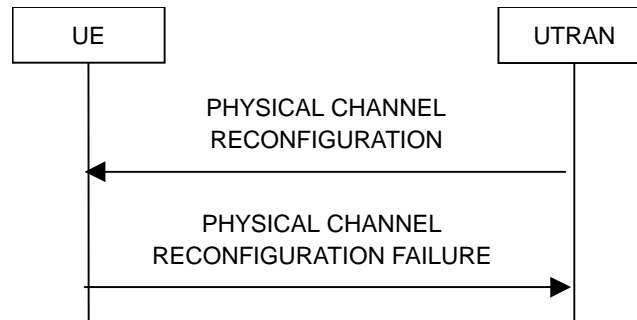 UE
UTRAN
PHYSICAL CHANNEL
RECONFIGURATION
PHYSICAL CHANNEL
RECONFIGURATION FAILURE